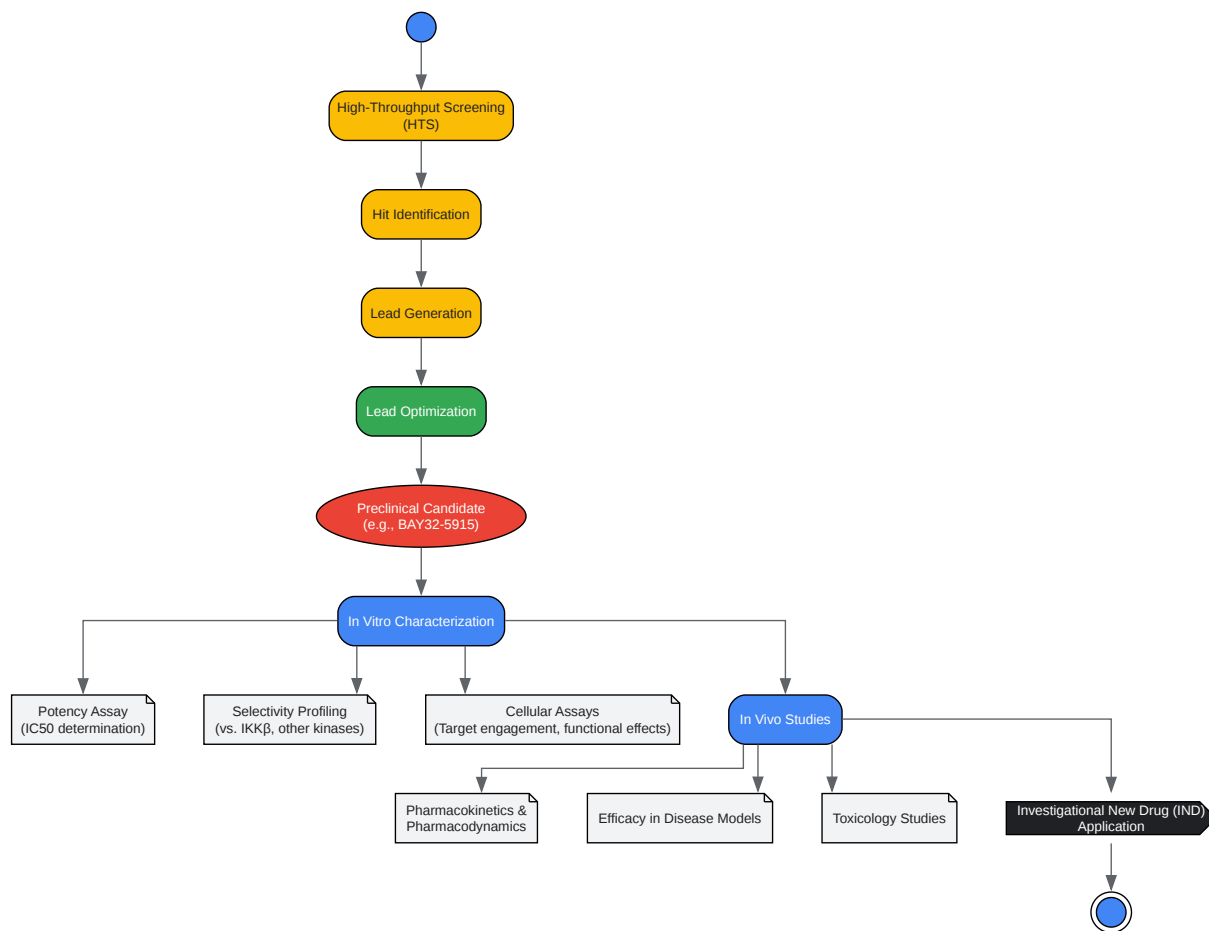 High-Throughput Screening
(HTS)
Hit Identification
Lead Generation
Lead Optimization
Preclinical Candidate
(e.g., BAY32-5915)
In Vitro Characterization
Potency Assay
(IC50 determination)
Selectivity Profiling
(vs. IKKβ, other kinases)
Cellular Assays
(Target engagement, functional effects)
In Vivo Studies
Pharmacokinetics &
Pharmacodynamics
Efficacy in Disease Models
Toxicology Studies
Investigational New Drug (IND)
Application